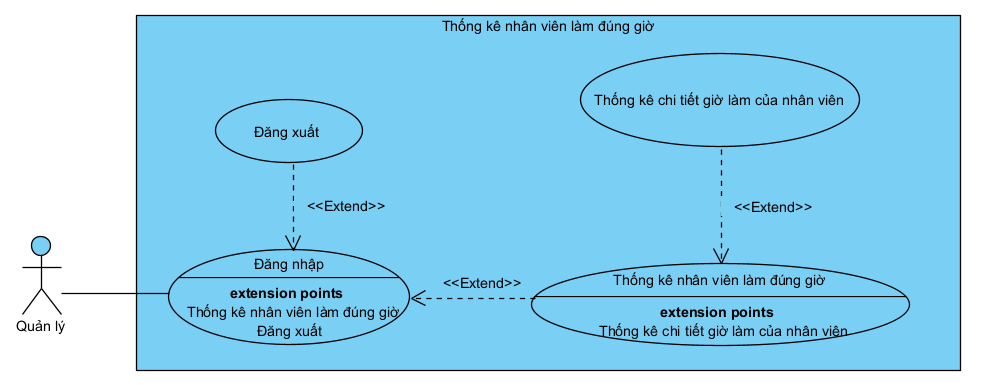 Thống kê nhân viên làm đúng giờ
Thống kê chi tiết giờ làm của nhân viên
Đăng xuất
<<Extend>>
<<Extend>>
Đăng nhập
extension points
Thống kê nhân viên làm đúng giờ
Đăng xuất
<<Extend>>
Thống kê nhân viên làm đúng giờ
extension points
Thống kê chi tiết giờ làm của nhân viên
Quản lý